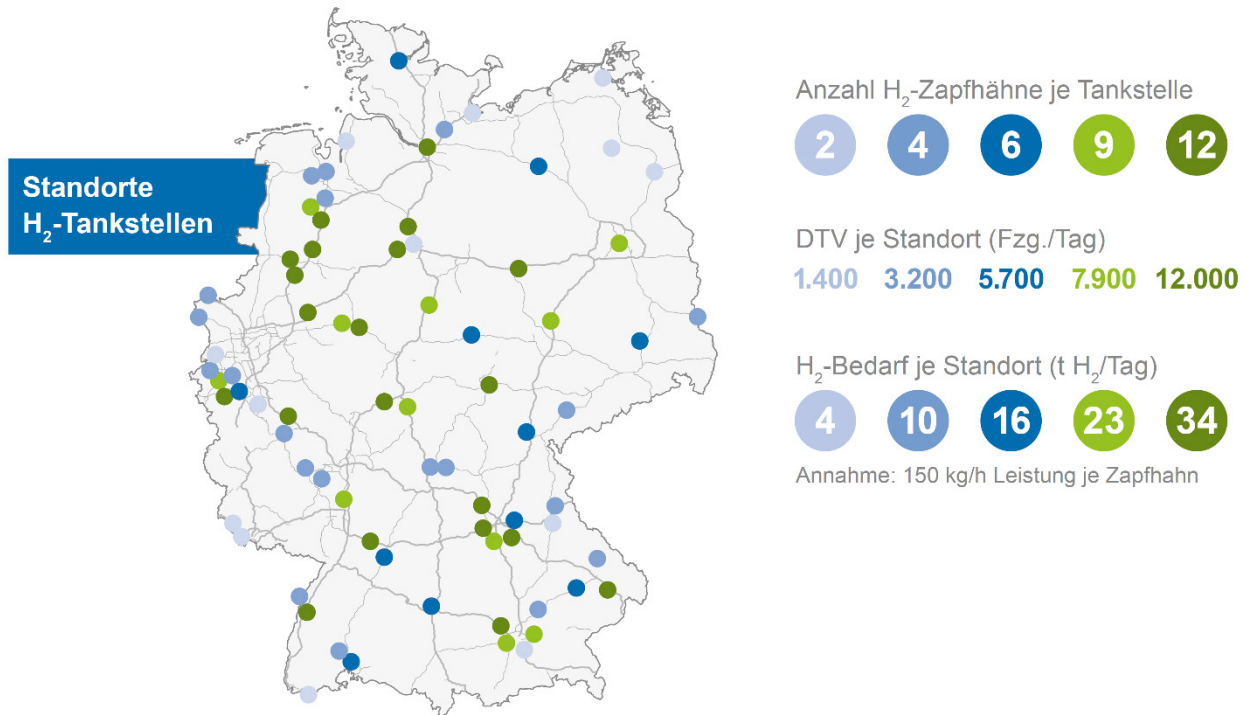 Standorte
H₂-Tankstellen
Anzahl H₂-Zapfhähne je Tankstelle
2 4 6 9 12
DTV je Standort (Fzg./Tag)
1.400 3.200 5.700 7.900 12.000
H₂-Bedarf je Standort (t H₂/Tag)
4 10 16 23 34
Annahme: 150 kg/h Leistung je Zapfhahn